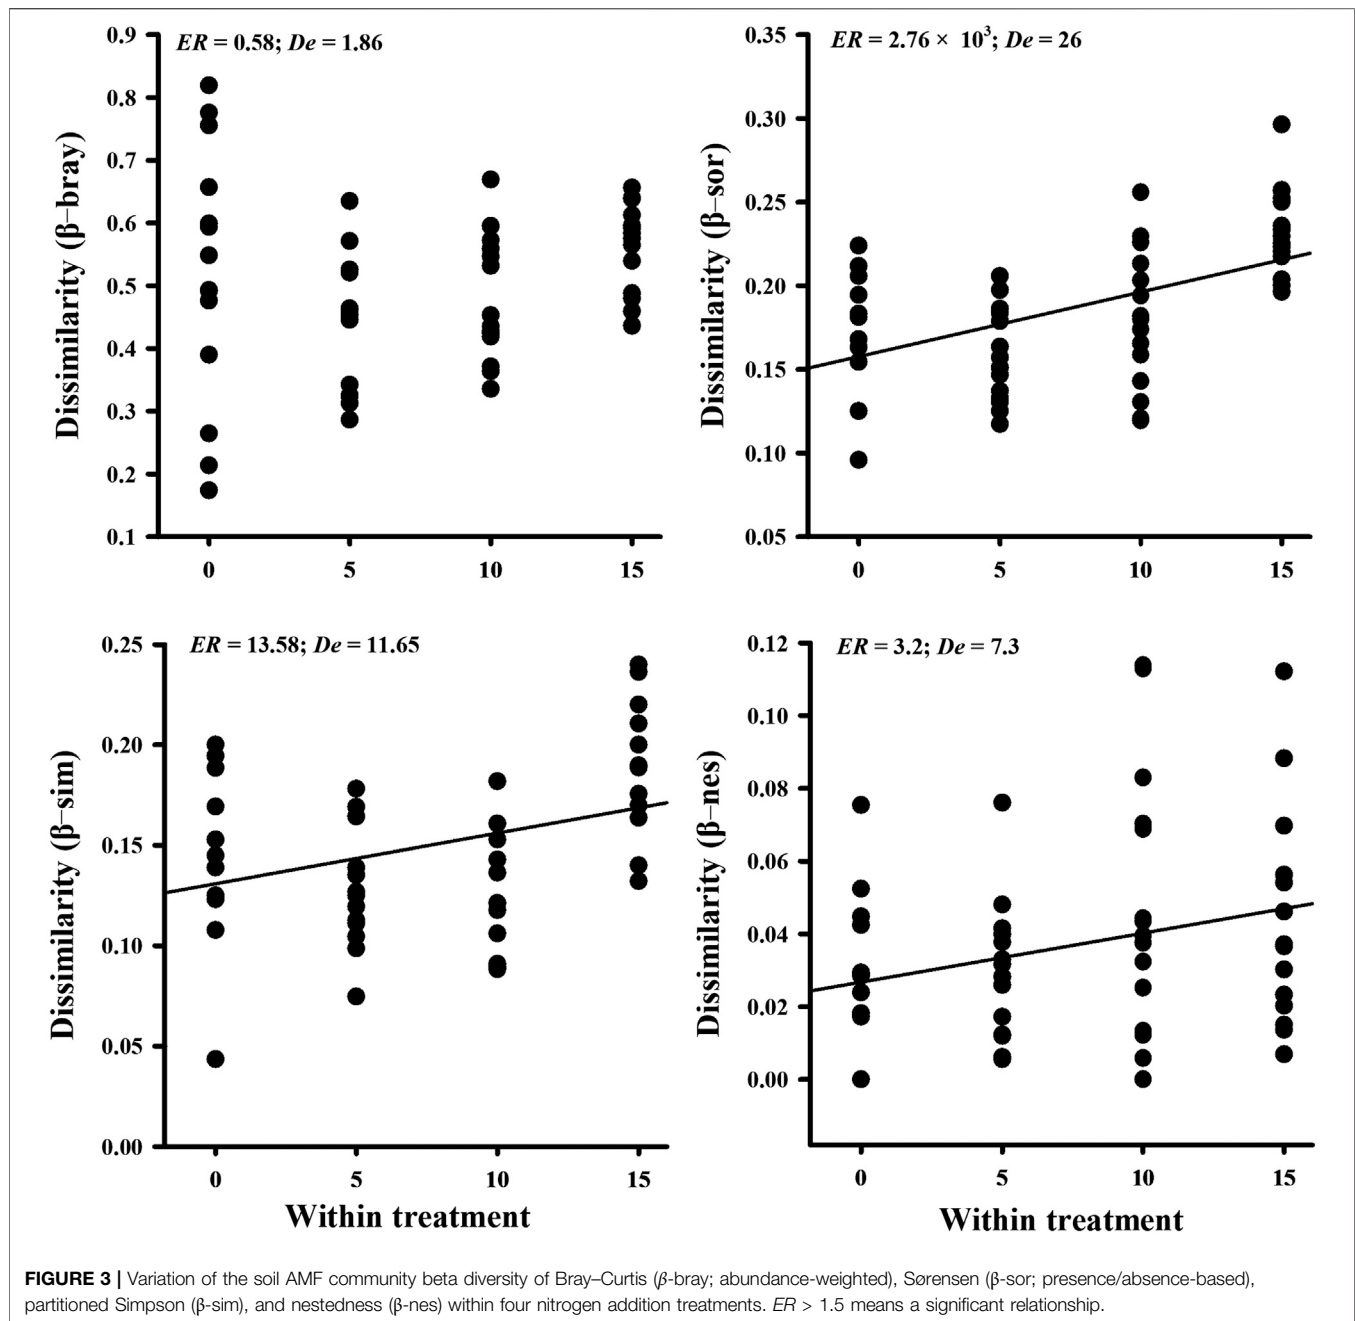 ER = 0.58; De = 1.86
0.9
0.8
0.7
0.6
0.5
0.4
0.3
0.2
0.1
Dissimilarity (β–bray)
0 5 10 15
ER = 2.76 × 10³; De = 26
0.35
0.30
0.25
0.20
0.15
0.10
0.05
Dissimilarity (β–sor)
0 5 10 15
ER = 13.58; De = 11.65
0.25
0.20
0.15
0.10
0.05
0.00
Dissimilarity (β–sim)
0 5 10 15
Within treatment
ER = 3.2; De = 7.3
0.12
0.10
0.08
0.06
0.04
0.02
0.00
Dissimilarity (β–nes)
0 5 10 15
Within treatment
FIGURE 3 | Variation of the soil AMF community beta diversity of Bray–Curtis (β-bray; abundance-weighted), Sørensen (β-sor; presence/absence-based),
partitioned Simpson (β-sim), and nestedness (β-nes) within four nitrogen addition treatments. ER > 1.5 means a significant relationship.